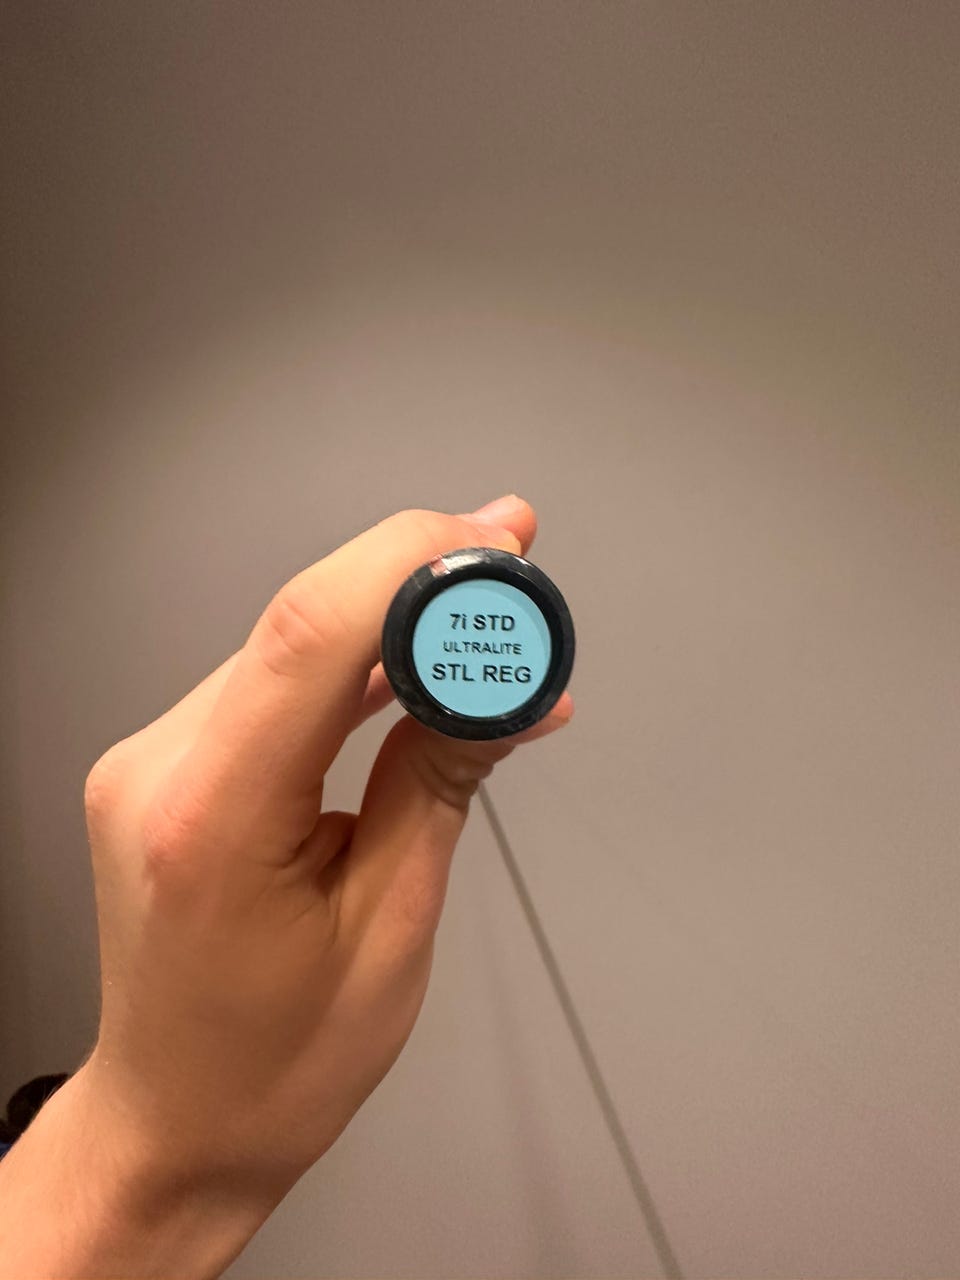 7i STD
ULTRALITE
STL REG